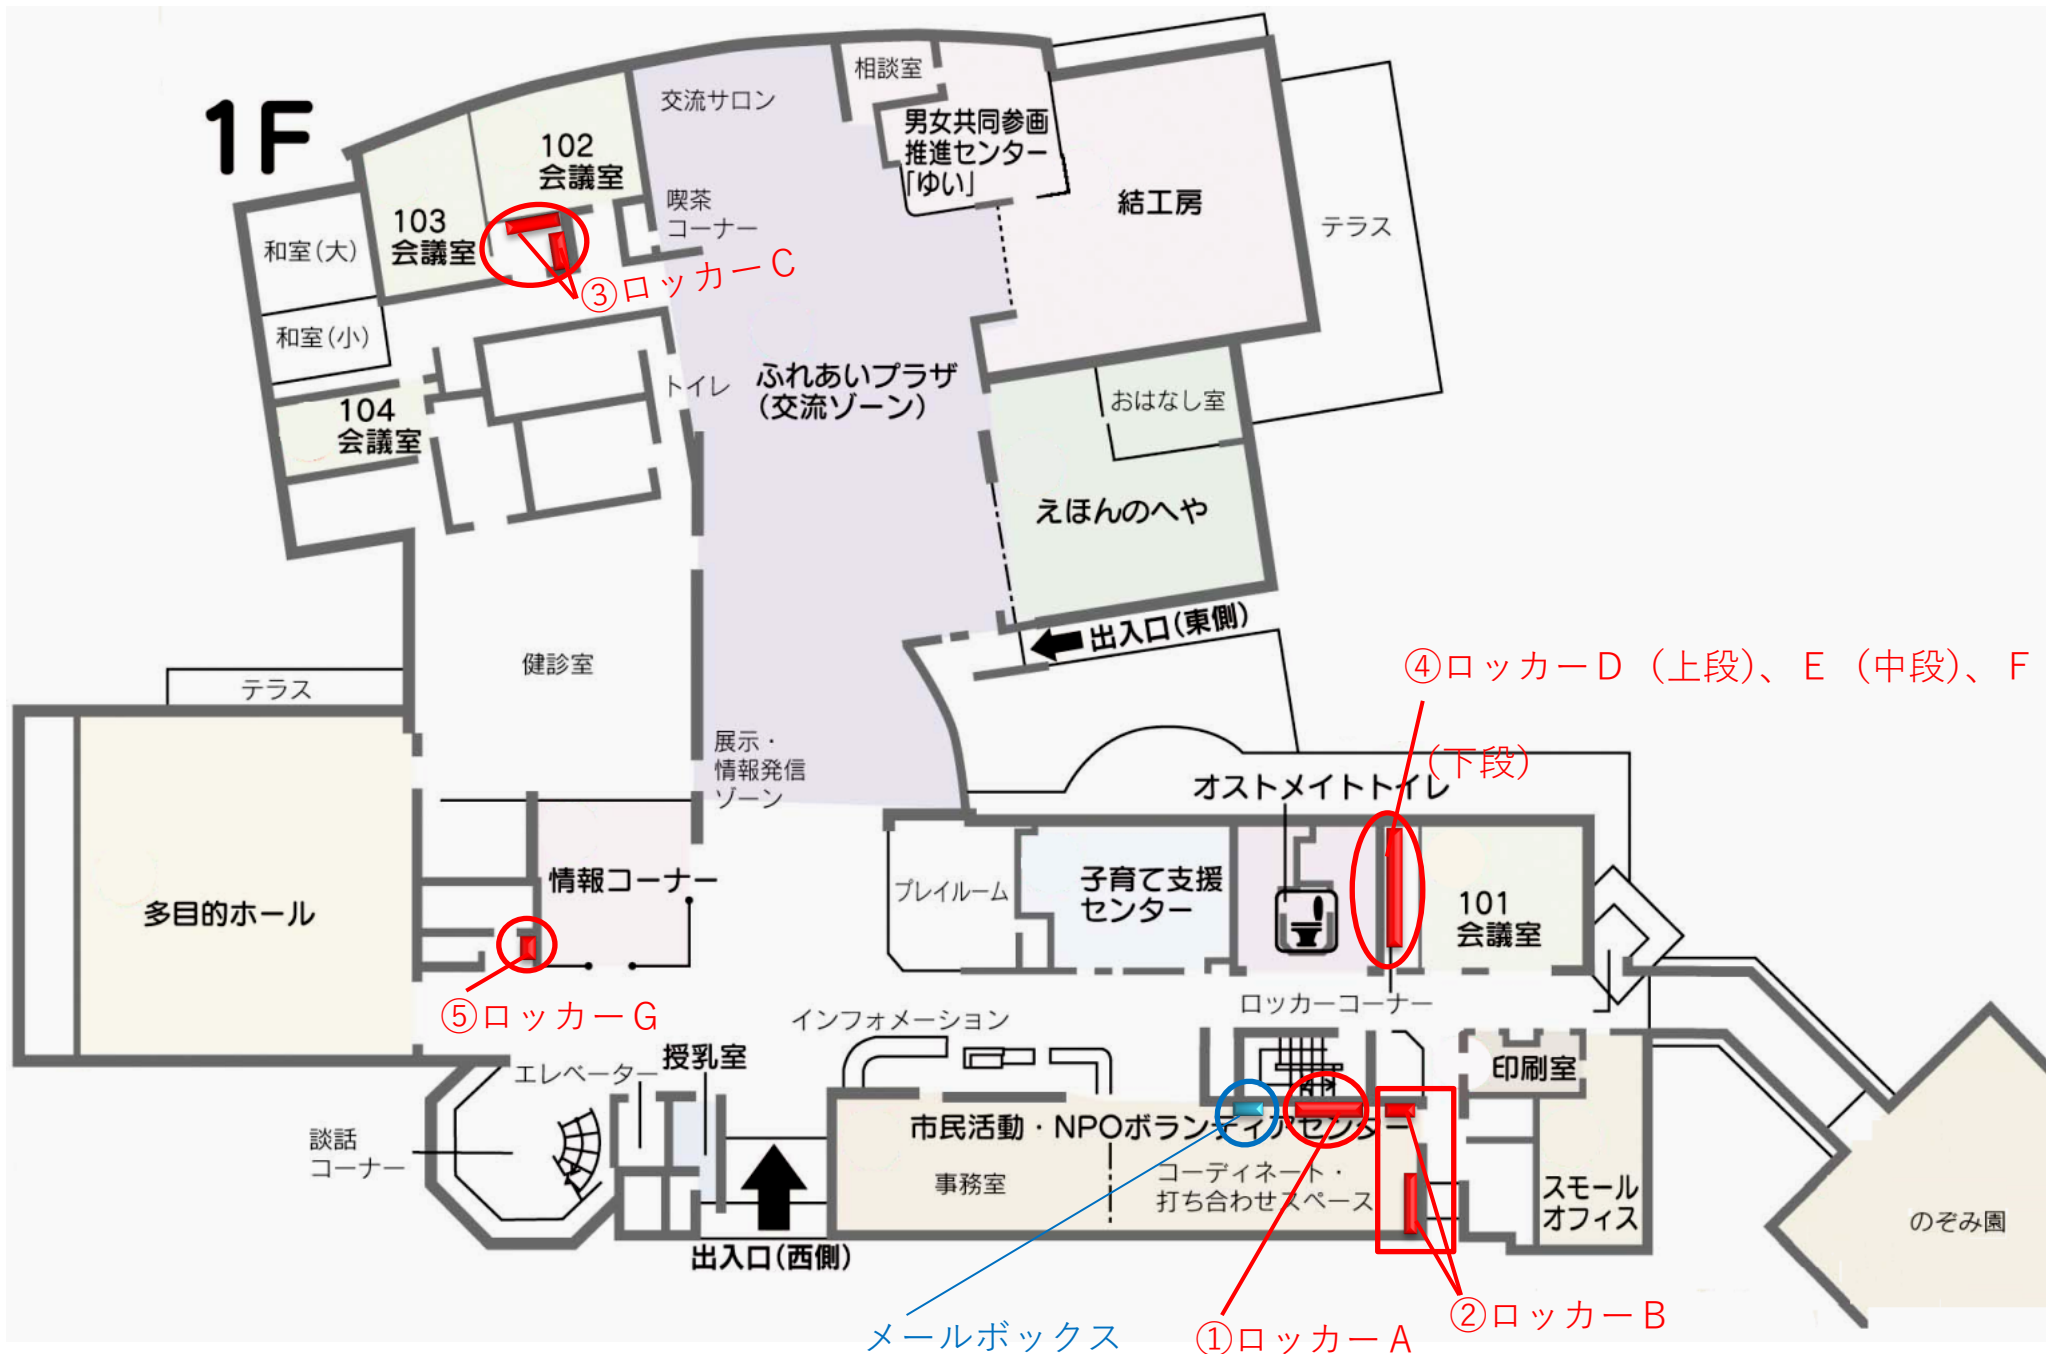 1F
相談室
交流サロン
男女共同参画
推進センター
「ゆい」
102
会議室
結工房
喫茶
コーナー
103
会議室
和室(大)
テラス
③ロッカーC
和室(小)
トイレ
ふれあいプラザ
(交流ゾーン)
おはなし室
104
会議室
えほんのへや
出入口(東側)
健診室
④ロッカーD(上段)、E(中段)、F
(下段)
テラス
展示・
情報発信
ゾーン
オストメイトトイレ
情報コーナー
プレイルーム
子育て支援
センター
101
会議室
多目的ホール
⑤ロッカーG
インフォメーション
ロッカーコーナー
エレベーター
授乳室
印刷室
談話
コーナー
市民活動・NPOボランティアセンター
事務室
コーディネート・
打ち合わせスペース
スモール
オフィス
のぞみ園
出入口(西側)
メールボックス
①ロッカーA
②ロッカーB